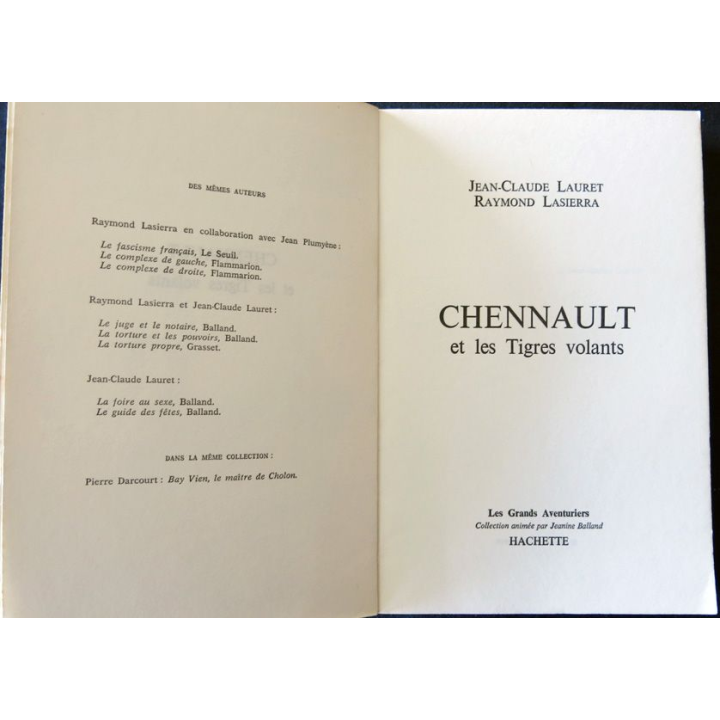 DES MÊMES AUTEURS
Raymond Lasierra en collaboration avec Jean Plumyène :
Le fascisme français, Le Seuil.
Le complexe de gauche, Flammarion.
Le complexe de droite, Flammarion.
Raymond Lasierra et Jean-Claude Lauret :
Le juge et le notaire, Balland.
La torture et les pouvoirs, Balland.
La torture propre, Grasset.
Jean-Claude Lauret :
La foire au sexe, Balland.
Le guide des fêtes, Balland.
DANS LA MÊME COLLECTION :
Pierre Darcourt : Bay Vien, le maître de Cholon.
JEAN-CLAUDE LAURET
RAYMOND LASIERRA
CHENNAULT
et les Tigres volants
Les Grands Aventuriers
Collection animée par Jeanine Balland
HACHETTE